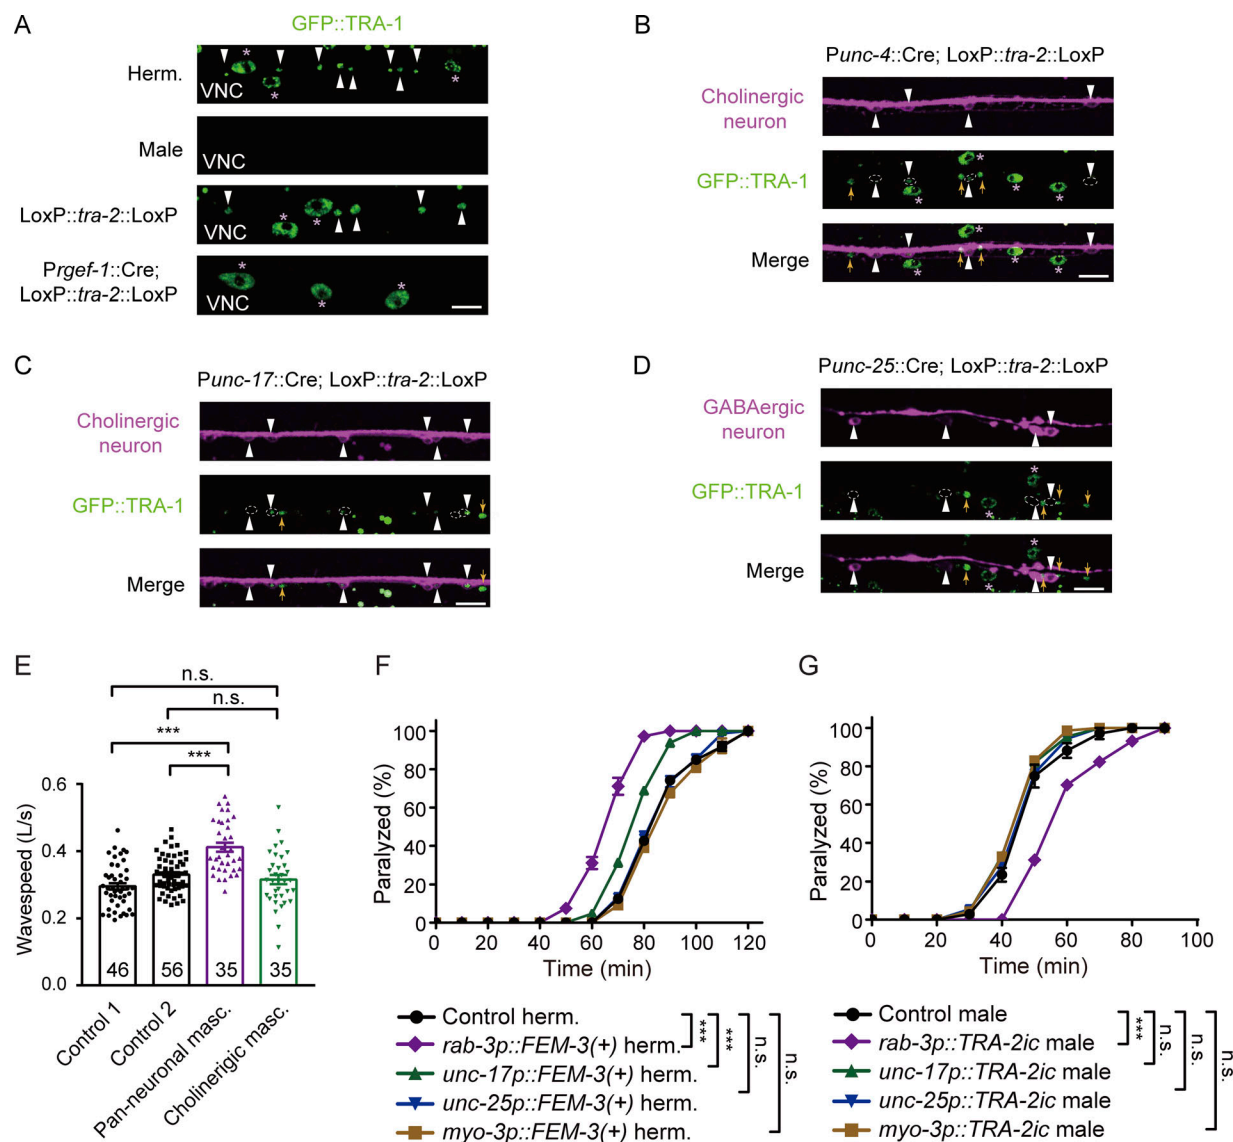 A
GFP::TRA-1
Herm.
VNC
Male
VNC
LoxP::tra-2::LoxP
VNC
Prgef-1::Cre;
LoxP::tra-2::LoxP
VNC
B
Punc-4::Cre; LoxP::tra-2::LoxP
Cholinergic
neuron
GFP::TRA-1
Merge
C
Punc-17::Cre; LoxP::tra-2::LoxP
Cholinergic
neuron
GFP::TRA-1
Merge
D
Punc-25::Cre; LoxP::tra-2::LoxP
GABAergic
neuron
GFP::TRA-1
Merge
E
n.s.
n.s.
***
***
Wavespeed (L/s)
0.6
0.4
0.2
0.0
46 56 35 35
Control 1
Control 2
Pan-neuronal masc.
Cholinerigic masc.
F
Paralyzed (%)
100
80
60
40
20
0
0 20 40 60 80 100 120
Time (min)
Control herm.
rab-3p::FEM-3(+) herm.
unc-17p::FEM-3(+) herm.
unc-25p::FEM-3(+) herm.
myo-3p::FEM-3(+) herm.
***
***
n.s.
n.s.
G
Paralyzed (%)
100
80
60
40
20
0
0 20 40 60 80 100
Time (min)
Control male
rab-3p::TRA-2ic male
unc-17p::TRA-2ic male
unc-25p::TRA-2ic male
myo-3p::TRA-2ic male
***
n.s.
n.s.
n.s.